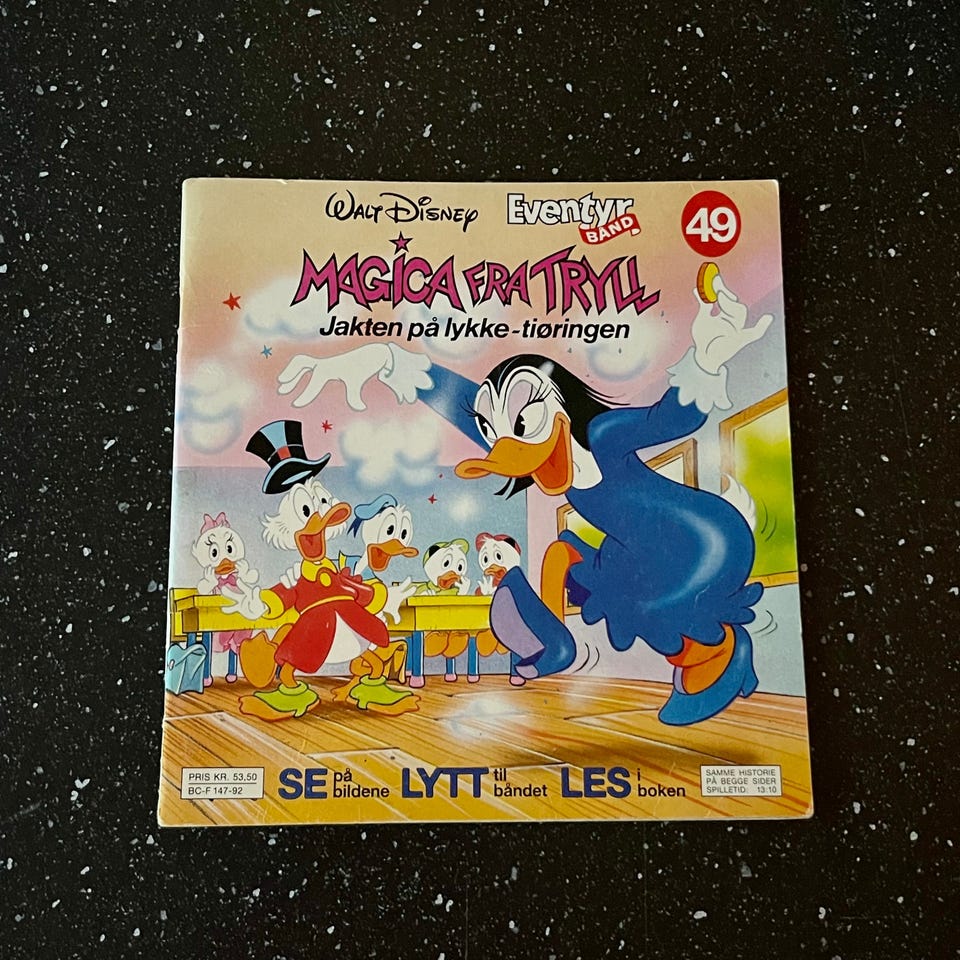 WALT DISNEY Eventyr BÅND 49
MAGICA FRA TRYLL
Jakten på lykke-tiøringen
PRIS KR. 53,50
BC-F 147-92
SE på bildene LYTT til båndet LES i boken
SAMME HISTORIE
PÅ BEGGE SIDER
SPILLETID: 13:10